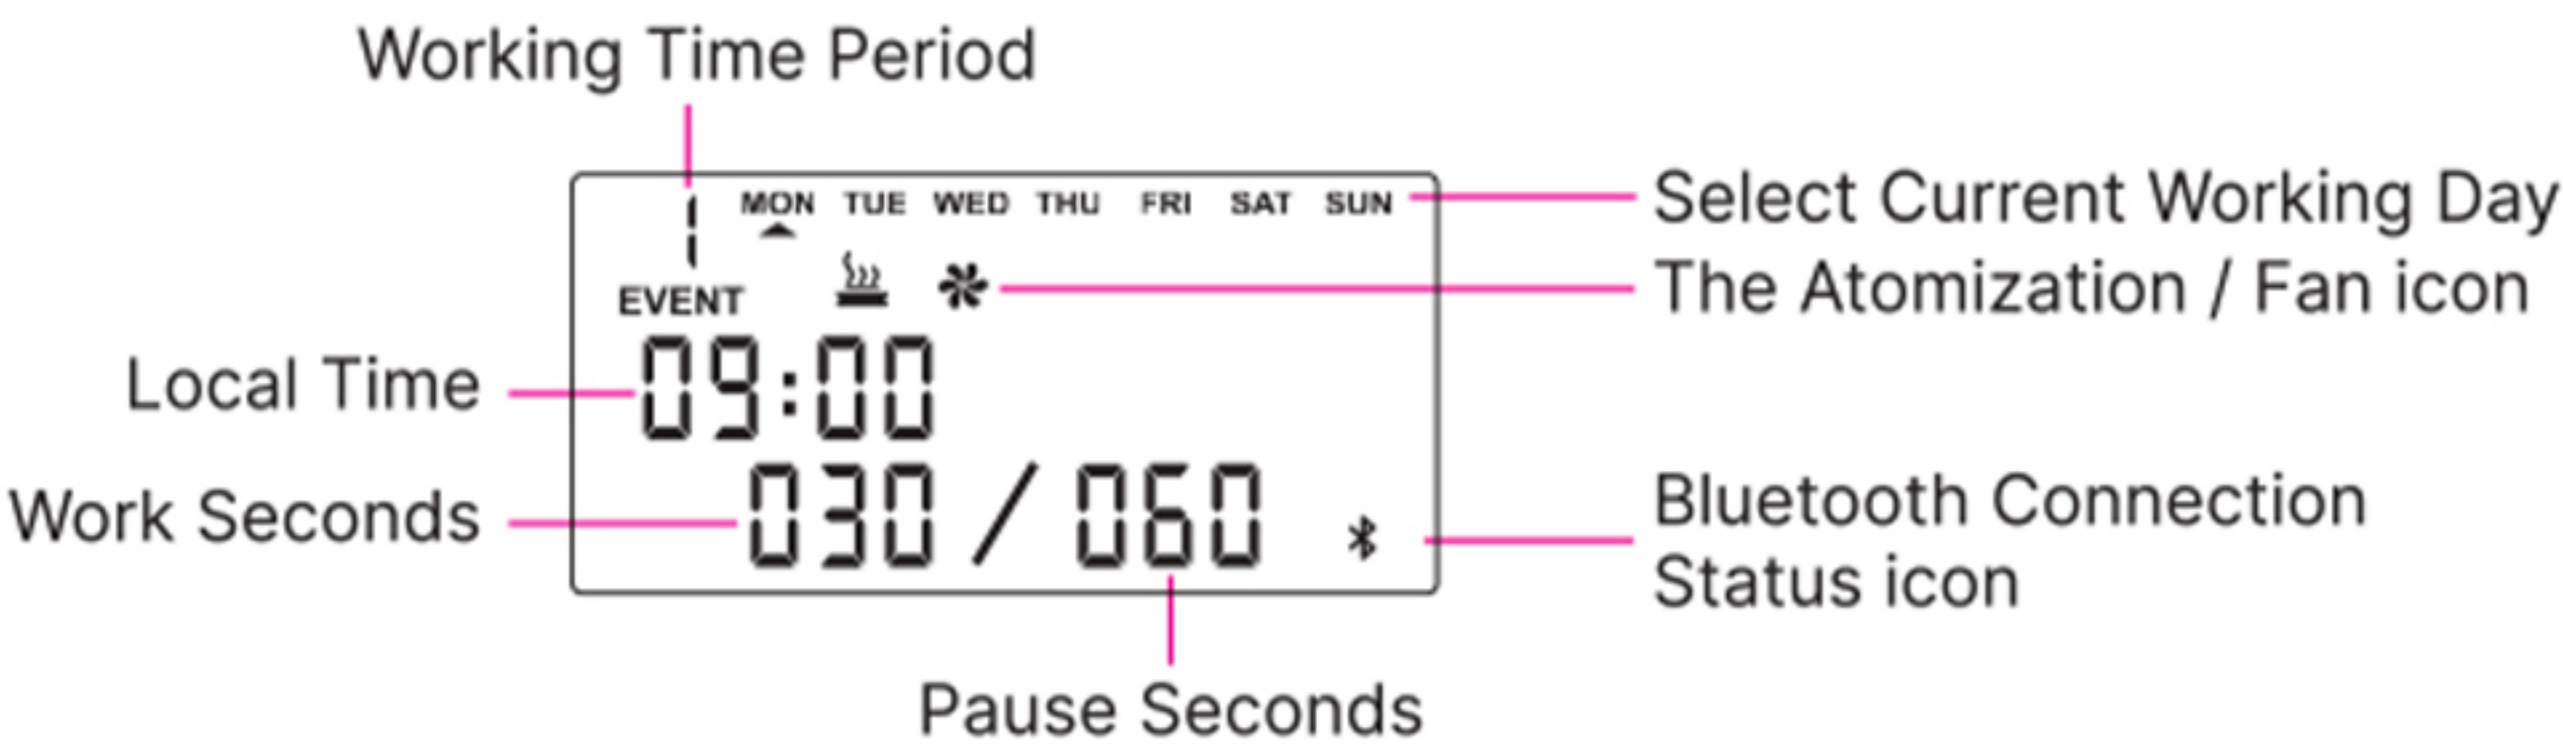 Working Time Period
1 MON TUE WED THU FRI SAT SUN
Select Current Working Day
EVENT
The Atomization / Fan icon
Local Time
09:00
Work Seconds
030 / 060
Bluetooth Connection
Status icon
Pause Seconds